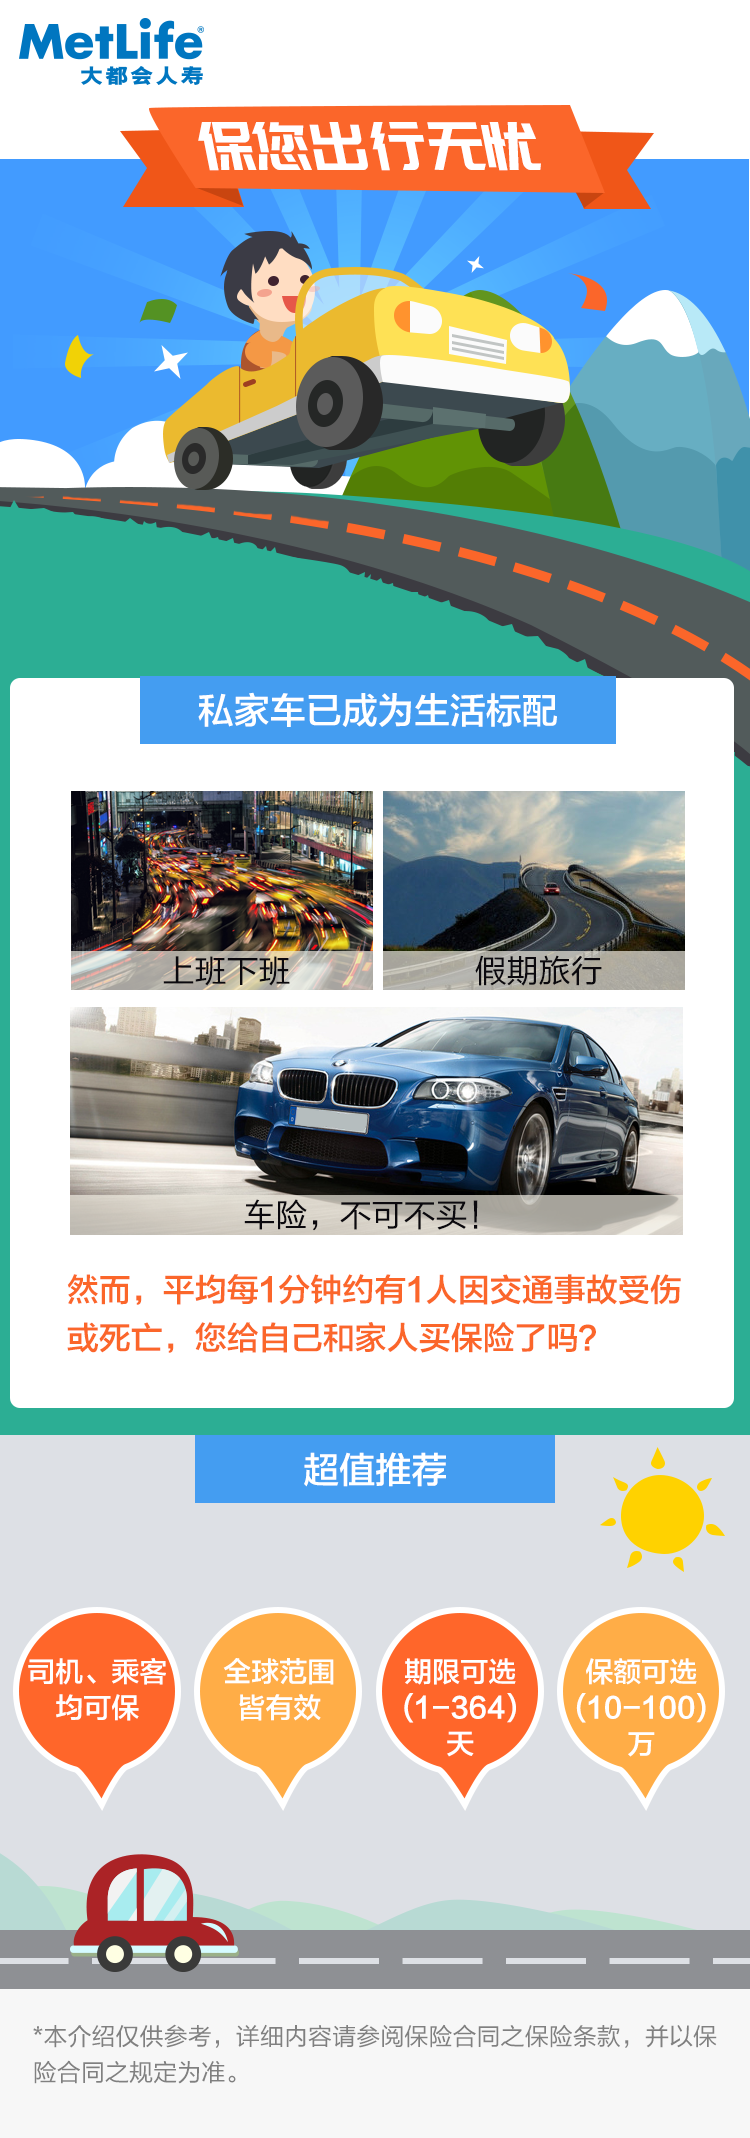 MetLife®
大都会人寿
保您出行无忧
私家车已成为生活标配
上班下班
假期旅行
车险，不可不买！
然而，平均每1分钟约有1人因交通事故受伤
或死亡，您给自己和家人买保险了吗？
超值推荐
司机、乘客
均可保
全球范围
皆有效
期限可选
(1-364)
天
保额可选
(10-100)
万
*本介绍仅供参考，详细内容请参阅保险合同之保险条款，并以保
险合同之规定为准。